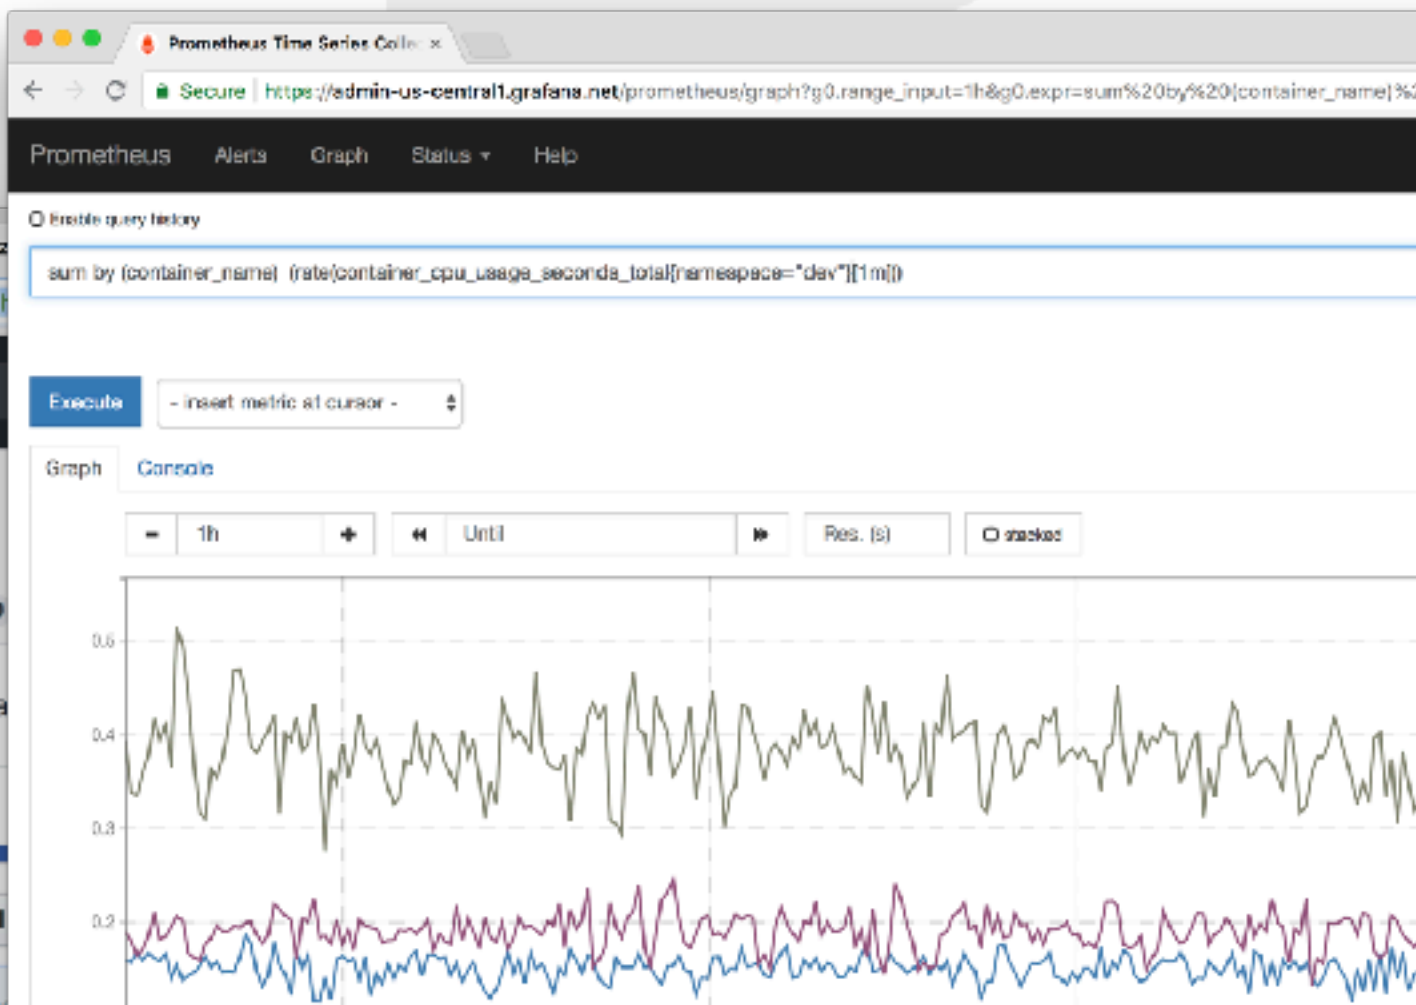 Prometheus Time Series Colle ×
Secure https://admin-us-central1.grafana.net/prometheus/graph?g0.range_input=1h&g0.expr=sum%20by%20(container_name)%2
Prometheus Alerts Graph Status Help
Enable query history
sum by (container_name) (rate(container_cpu_usage_seconds_total{namespace="dev"}[1m]))
Execute - insert metric at cursor -
Graph Console
1h Until Res. (s) stacked
0.5
0.4
0.3
0.2